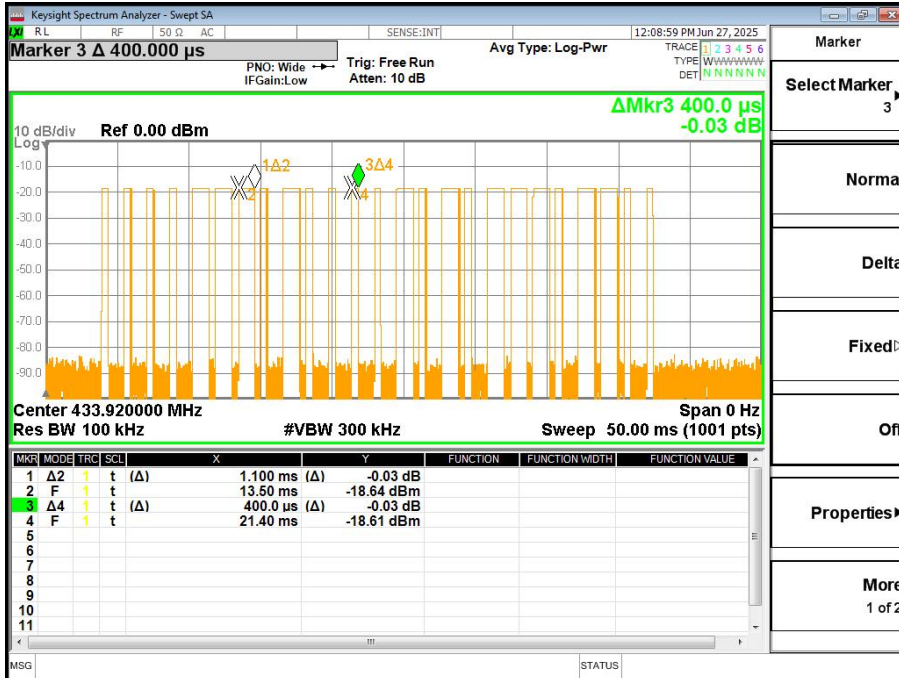 Keysight Spectrum Analyzer - Swept SA
LXI RL RF 50 Ω AC SENSE:INT 12:08:59 PM Jun 27, 2025
Marker 3 Δ 400.000 µs
Avg Type: Log-Pwr
TRACE 1 2 3 4 5 6
TYPE WWWWWWW
DET N N N N N N
PNO: Wide
IFGain:Low
Trig: Free Run
Atten: 10 dB
ΔMkr3 400.0 µs
-0.03 dB
10 dB/div Ref 0.00 dBm
Log
-10.0
-20.0
-30.0
-40.0
-50.0
-60.0
-70.0
-80.0
-90.0
1Δ2
2
3Δ4
4
Center 433.920000 MHz Span 0 Hz
Res BW 100 kHz #VBW 300 kHz Sweep 50.00 ms (1001 pts)
MKR MODE TRC SCL X Y FUNCTION FUNCTION WIDTH FUNCTION VALUE
1 Δ2 1 t (Δ) 1.100 ms (Δ) -0.03 dB
2 F 1 t 13.50 ms -18.64 dBm
3 Δ4 1 t (Δ) 400.0 µs (Δ) -0.03 dB
4 F 1 t 21.40 ms -18.61 dBm
5
6
7
8
9
10
11
MSG STATUS
Marker
Select Marker
3
Norma
Delta
Fixed
Of
Properties
More
1 of 2